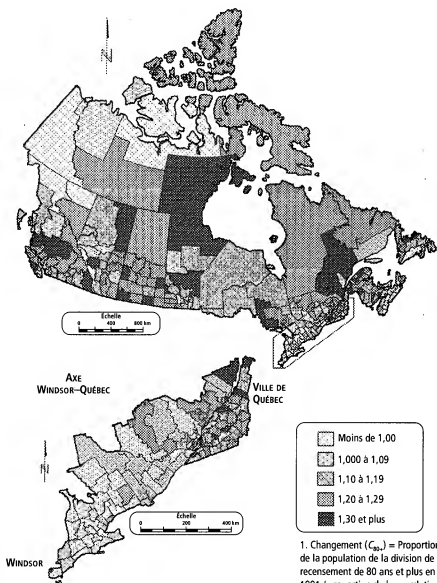 Échelle
0 400 800 km
AXE
WINDSOR–QUÉBEC
VILLE DE
QUÉBEC
Échelle
0 200 400 km
WINDSOR
Moins de 1,00
1,000 à 1,09
1,10 à 1,19
1,20 à 1,29
1,30 et plus
1. Changement (C80+) = Proportion
de la population de la division de
recensement de 80 ans et plus en